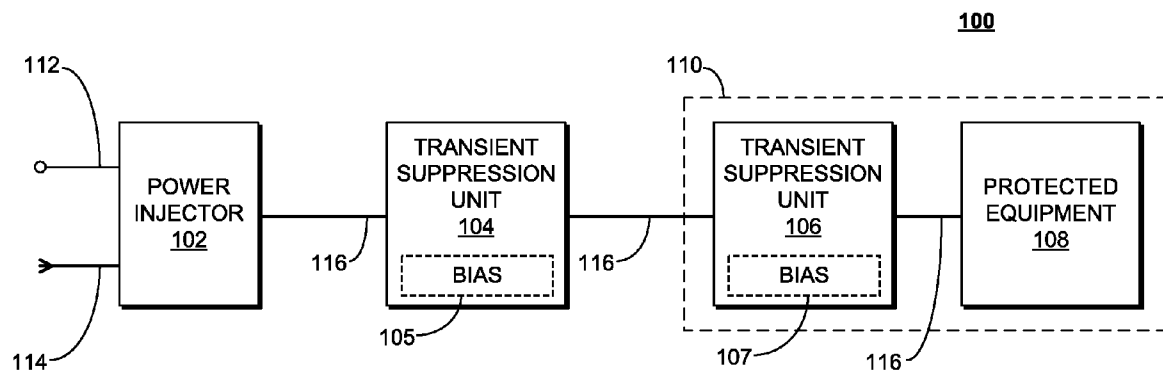 100
112
110
POWER
INJECTOR
102
TRANSIENT
SUPPRESSION
UNIT
104
BIAS
TRANSIENT
SUPPRESSION
UNIT
106
BIAS
PROTECTED
EQUIPMENT
108
116
116
114
105
107
116